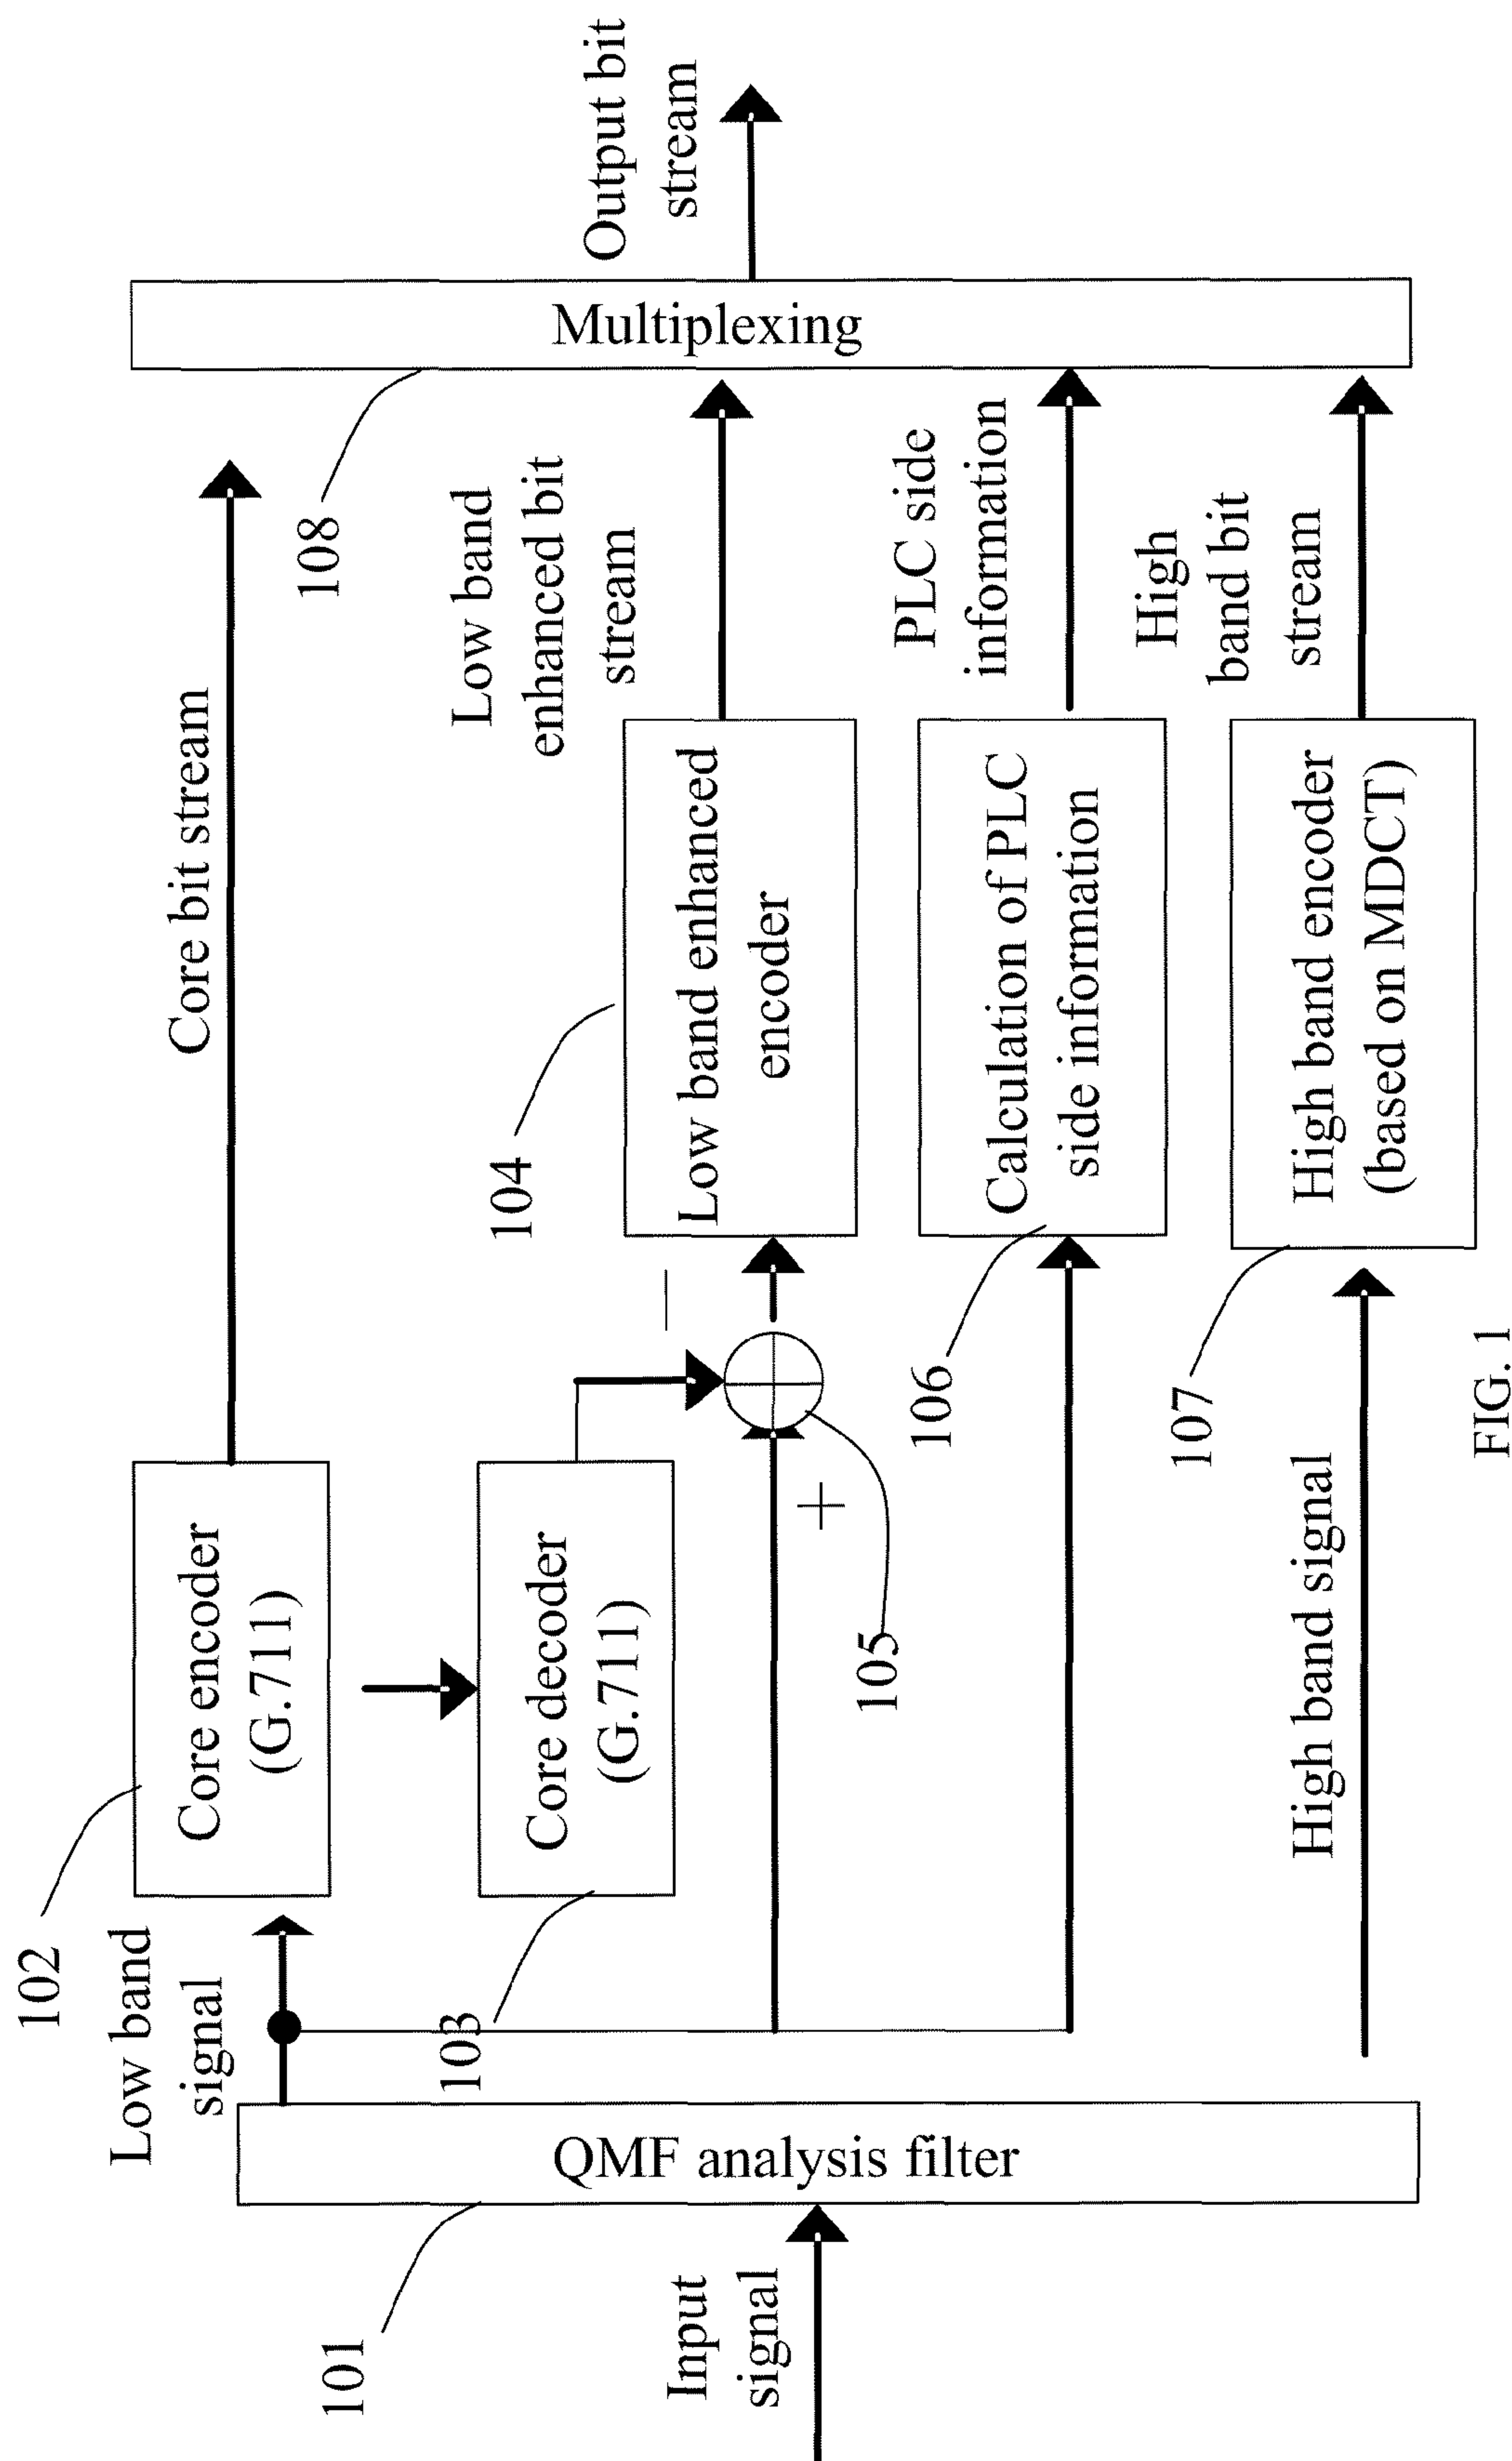 Input
signal
101
QMF analysis filter
Low band
signal
102
Core encoder
(G.711)
103
Core decoder
(G.711)
105
+
−
104
Low band enhanced
encoder
106
Calculation of PLC
side information
High band signal
107
High band encoder
(based on MDCT)
Core bit stream
Low band
enhanced bit
stream
PLC side
information
High
band bit
stream
108
Multiplexing
Output bit
stream
FIG. 1